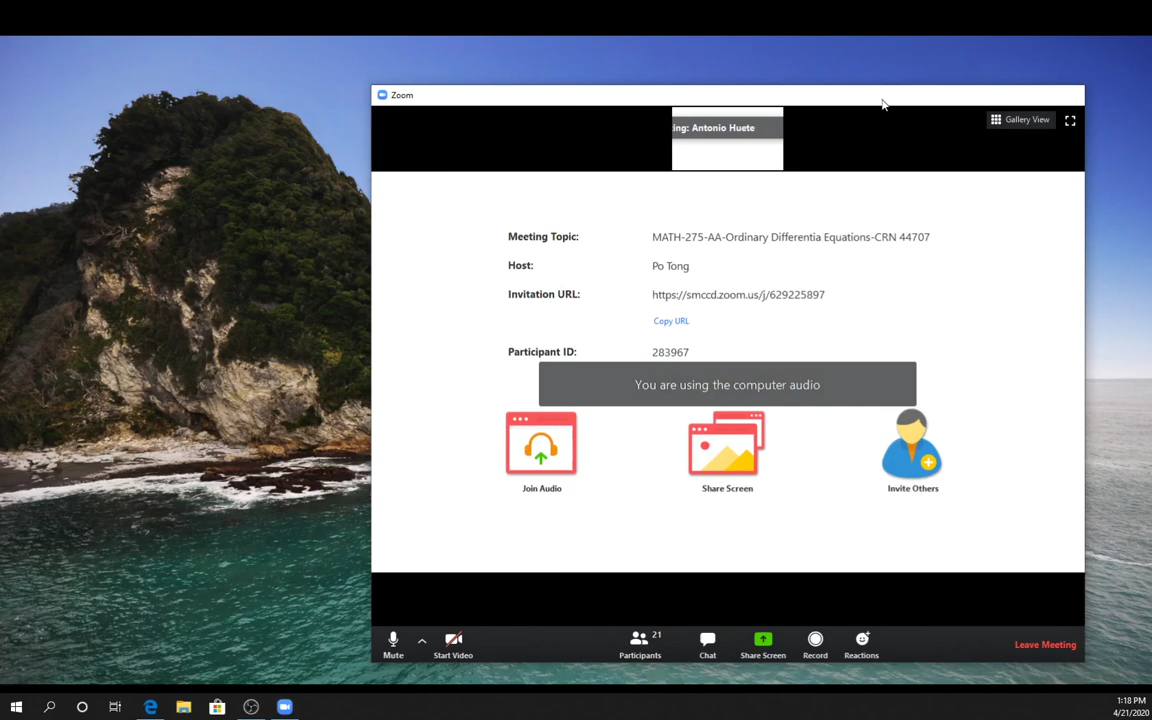 Zoom
ing: Antonio Huete
Gallery View
Meeting Topic: MATH-275-AA-Ordinary Differentia Equations-CRN 44707
Host: Po Tong
Invitation URL: https://smccd.zoom.us/j/629225897
Copy URL
Participant ID: 283967
You are using the computer audio
Join Audio Share Screen Invite Others
21
Mute Start Video Participants Chat Share Screen Record Reactions Leave Meeting
1:18 PM
4/21/2020